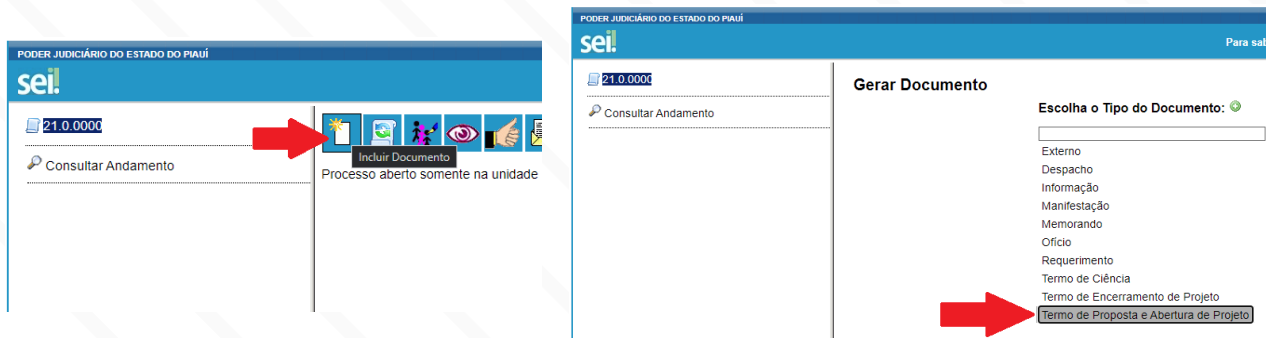 PODER JUDICIÁRIO DO ESTADO DO PIAUÍ
sei!
21.0.0000
Consultar Andamento
Incluir Documento
Processo aberto somente na unidade
PODER JUDICIÁRIO DO ESTADO DO PIAUÍ
sei!
Para sab
21.0.0000
Consultar Andamento
Gerar Documento
Escolha o Tipo do Documento:
Externo
Despacho
Informação
Manifestação
Memorando
Ofício
Requerimento
Termo de Ciência
Termo de Encerramento de Projeto
Termo de Proposta e Abertura de Projeto